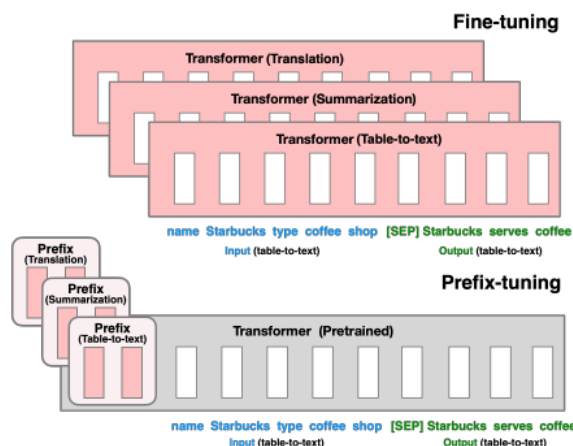 Fine-tuning
Transformer (Translation)
Transformer (Summarization)
Transformer (Table-to-text)
name Starbucks type coffee shop [SEP] Starbucks serves coffee
Input (table-to-text) Output (table-to-text)
Prefix-tuning
Prefix
(Translation)
Prefix
(Summarization)
Prefix
(Table-to-text)
Transformer (Pretrained)
name Starbucks type coffee shop [SEP] Starbucks serves coffee
Input (table-to-text) Output (table-to-text)